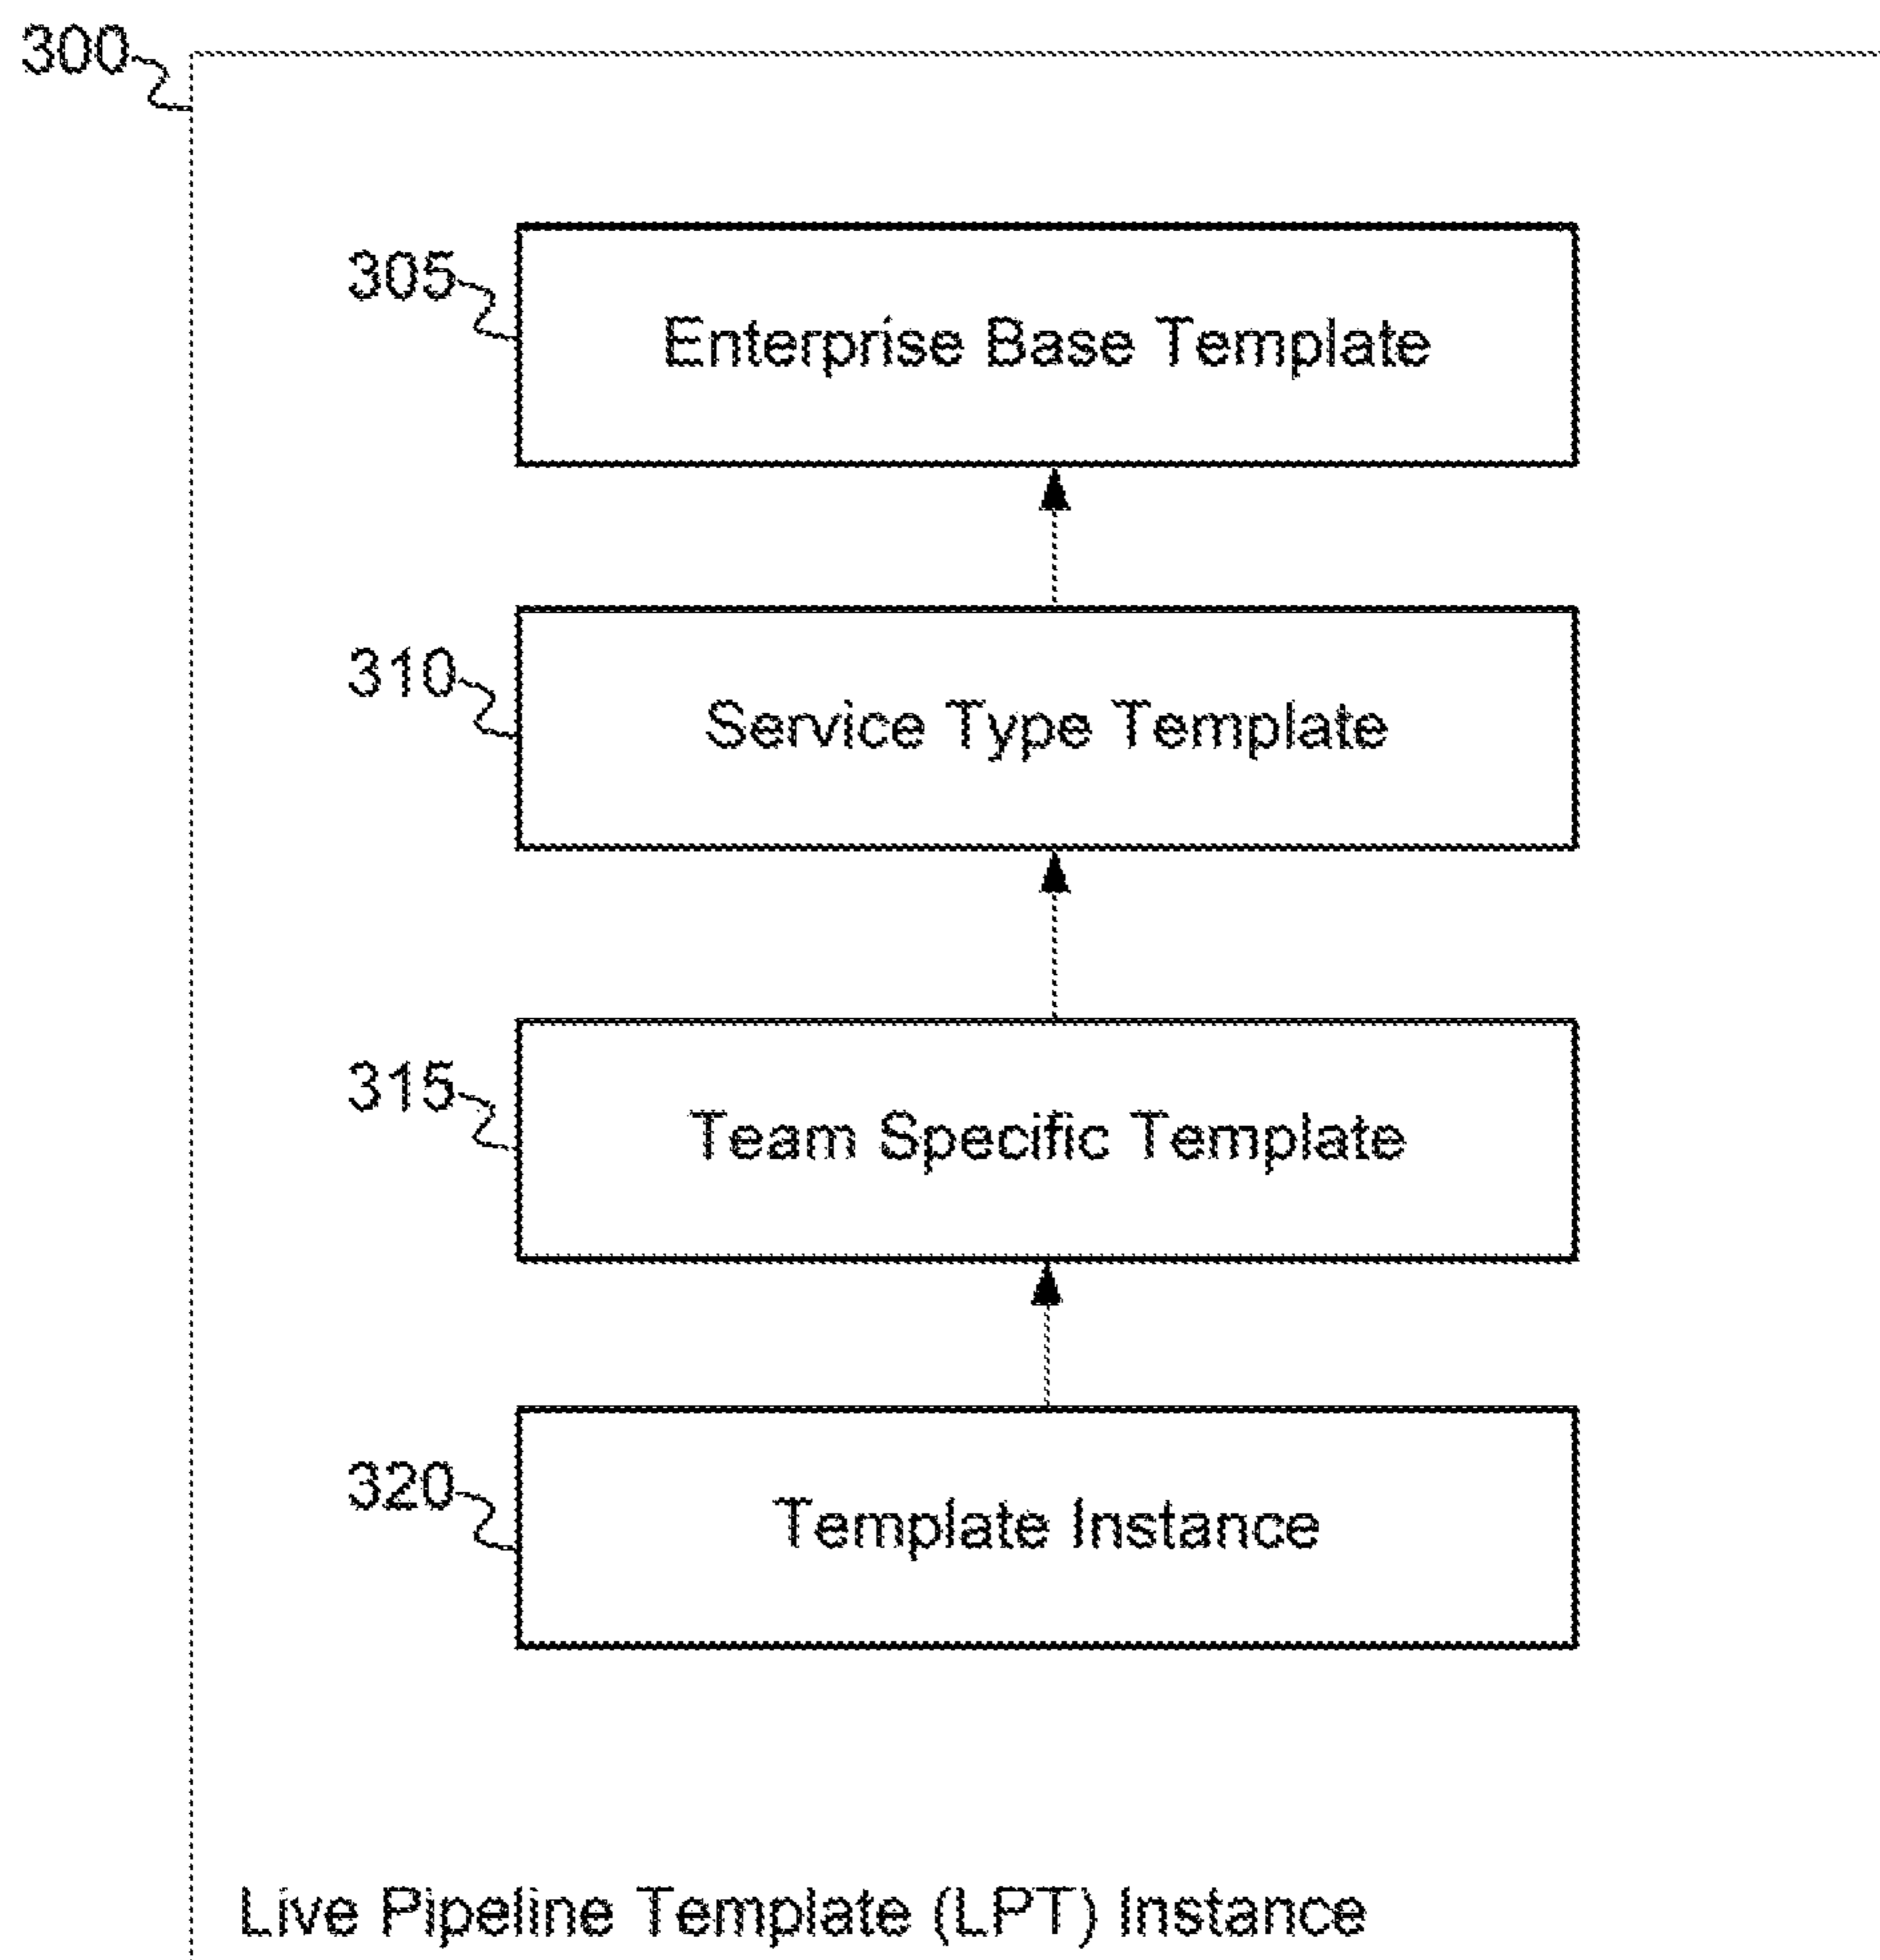 300
305
Enterprise Base Template
310
Service Type Template
315
Team Specific Template
320
Template Instance
Live Pipeline Template (LPT) Instance